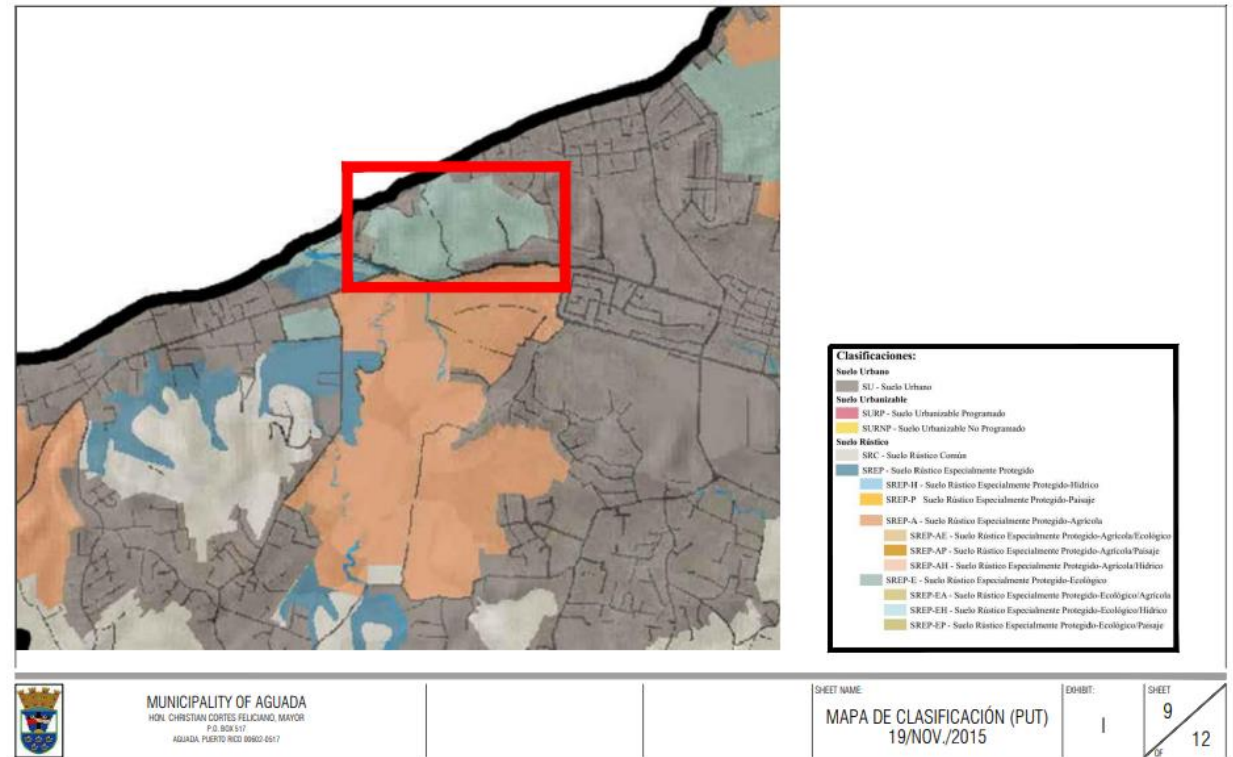 Clasificaciones:
Suelo Urbano
SU - Suelo Urbano
Suelo Urbanizable
SURP - Suelo Urbanizable Programado
SURNP - Suelo Urbanizable No Programado
Suelo Rústico
SRC - Suelo Rústico Común
SREP - Suelo Rústico Especialmente Protegido
SREP-H - Suelo Rústico Especialmente Protegido-Hídrico
SREP-P Suelo Rústico Especialmente Protegido-Paisaje
SREP-A - Suelo Rústico Especialmente Protegido-Agrícola
SREP-AE - Suelo Rústico Especialmente Protegido-Agrícola/Ecológico
SREP-AP - Suelo Rústico Especialmente Protegido-Agrícola/Paisaje
SREP-AH - Suelo Rústico Especialmente Protegido-Agrícola/Hídrico
SREP-E - Suelo Rústico Especialmente Protegido-Ecológico
SREP-EA - Suelo Rústico Especialmente Protegido-Ecológico/Agrícola
SREP-EH - Suelo Rústico Especialmente Protegido-Ecológico/Hídrico
SREP-EP - Suelo Rústico Especialmente Protegido-Ecológico/Paisaje
MUNICIPALITY OF AGUADA
HON. CHRISTIAN CORTES FELICIANO, MAYOR
P.O. BOX 517
AGUADA, PUERTO RICO 00602-0517
SHEET NAME:
MAPA DE CLASIFICACIÓN (PUT)
19/NOV./2015
EXHIBIT:
I
SHEET
9
OF
12